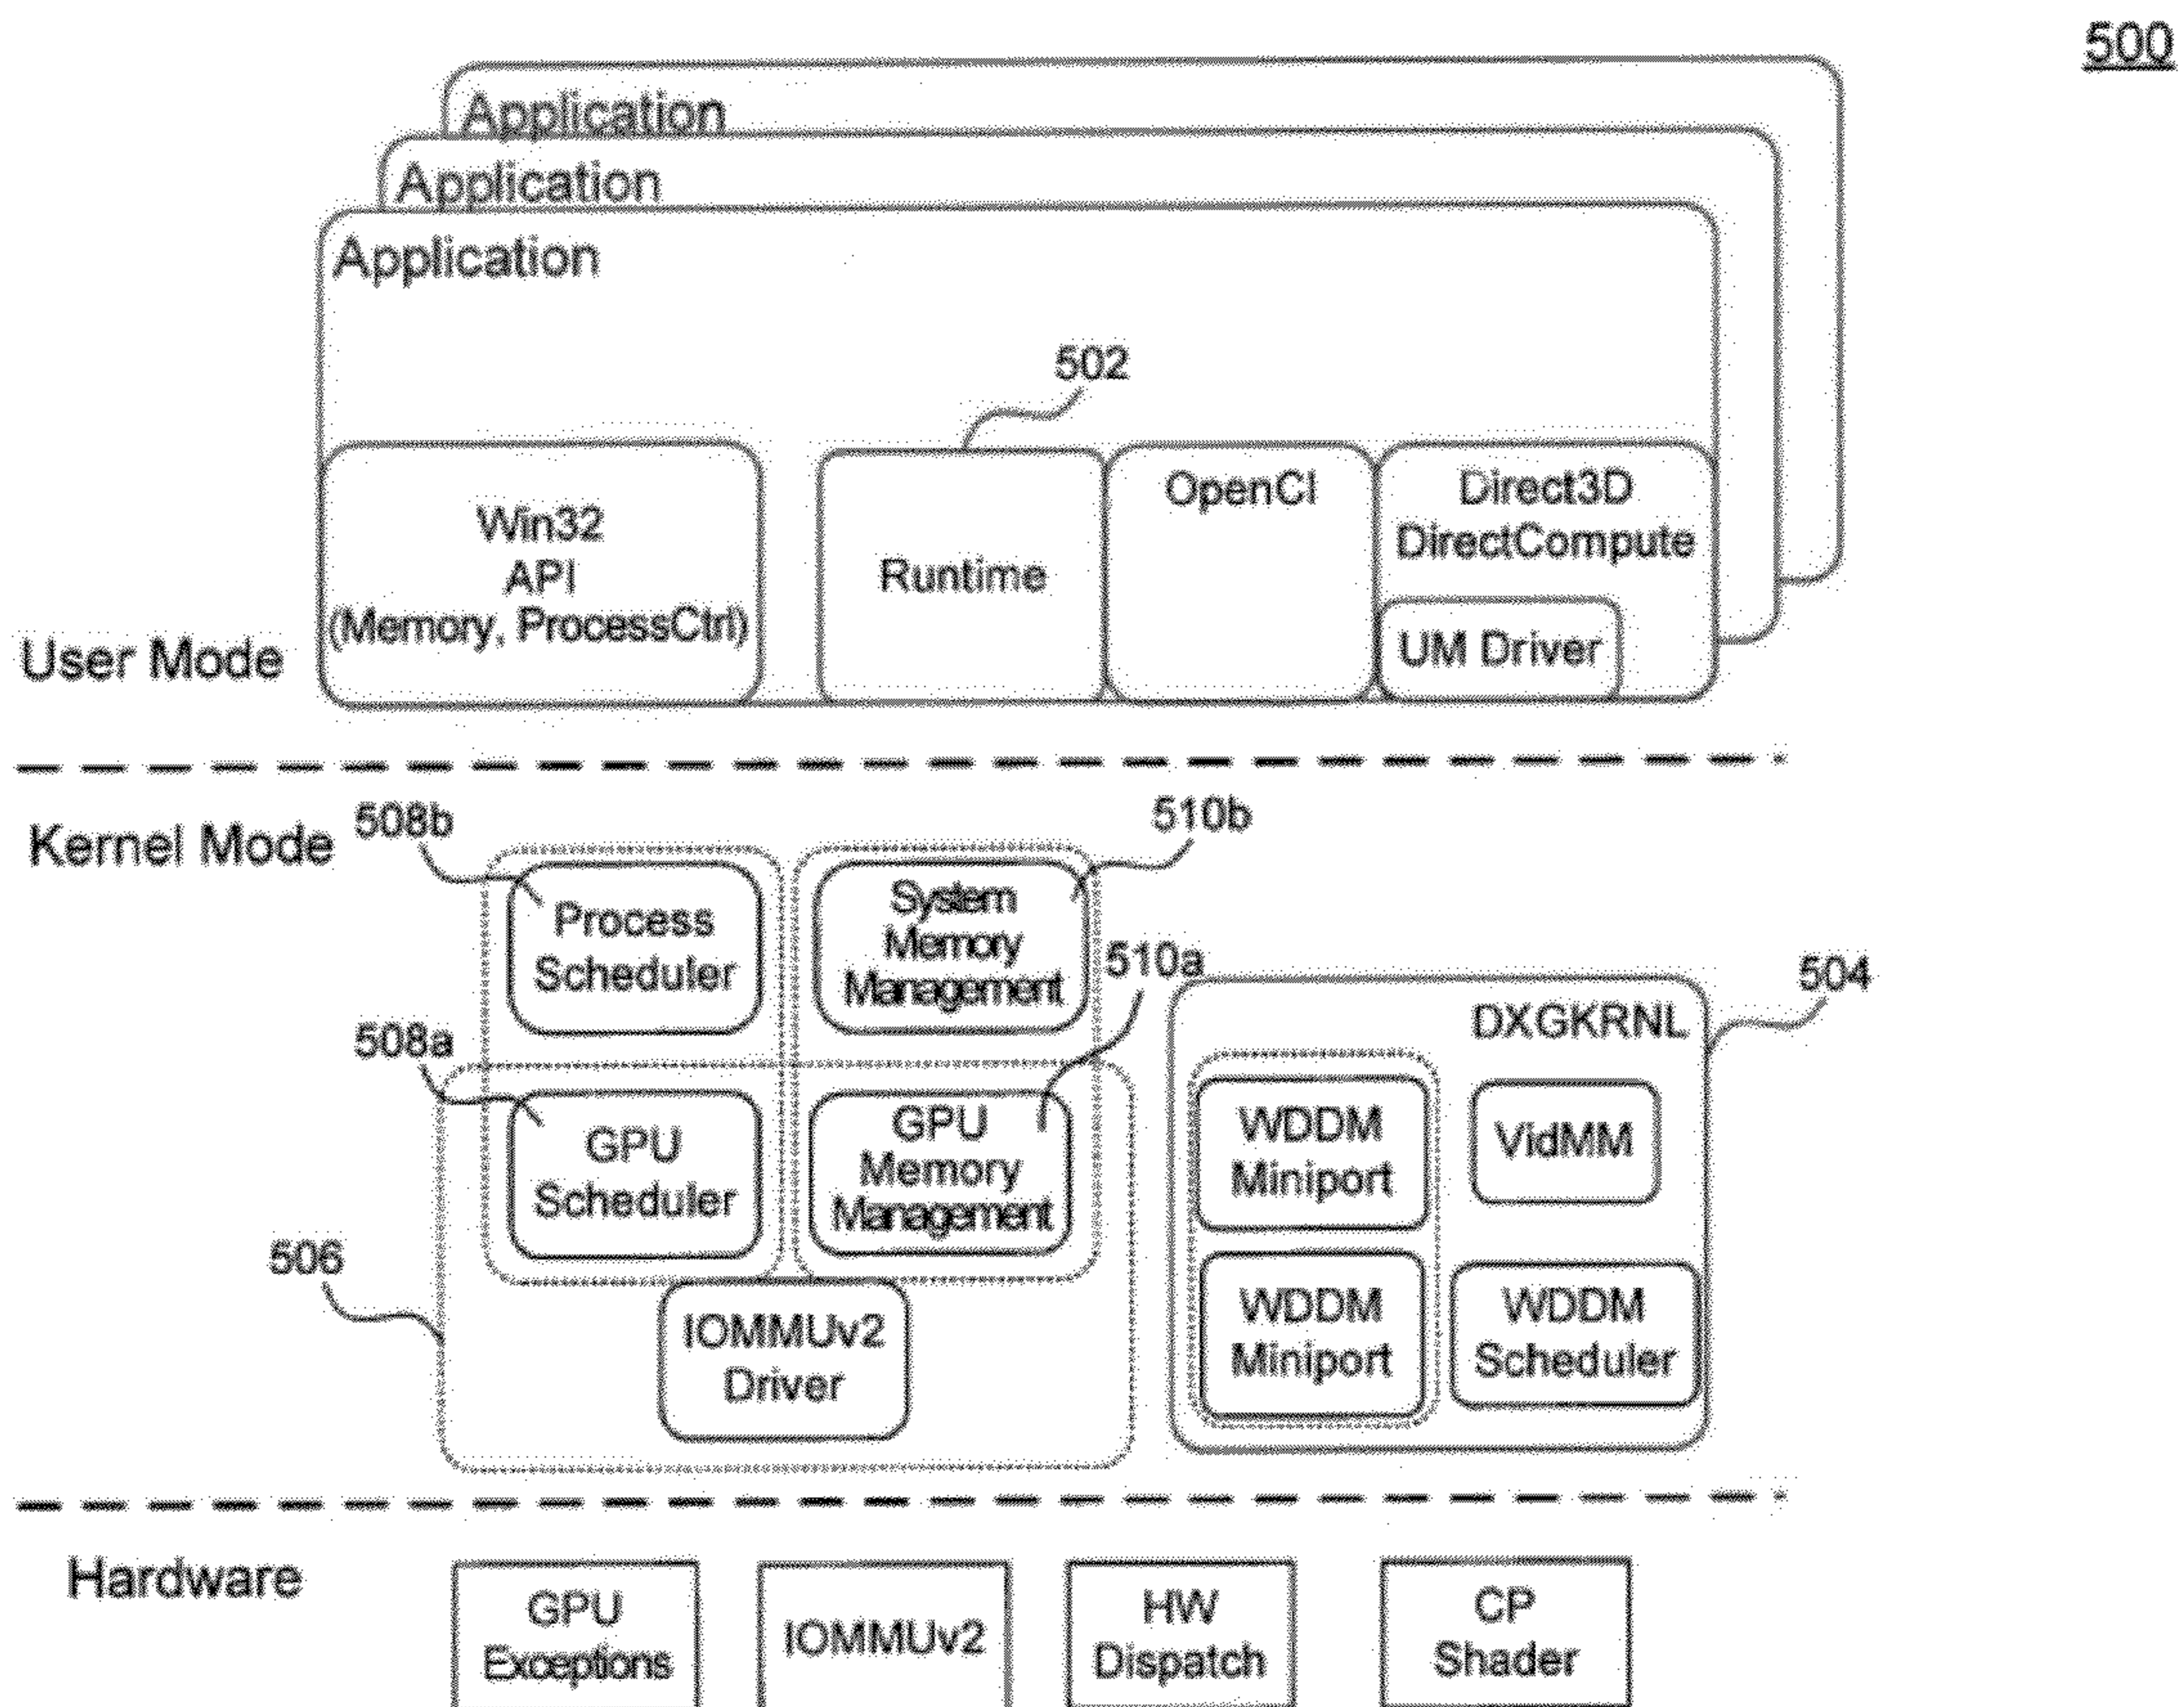 500
Application
Application
Application
502
Win32
API
(Memory, ProcessCtrl)
Runtime
OpenCl
Direct3D
DirectCompute
UM Driver
User Mode
Kernel Mode
508b
510b
Process
Scheduler
System
Memory
Management
510a
504
508a
DXGKRNL
GPU
Scheduler
GPU
Memory
Management
WDDM
Miniport
VidMM
506
IOMMUv2
Driver
WDDM
Miniport
WDDM
Scheduler
Hardware
GPU
Exceptions
IOMMUv2
HW
Dispatch
CP
Shader